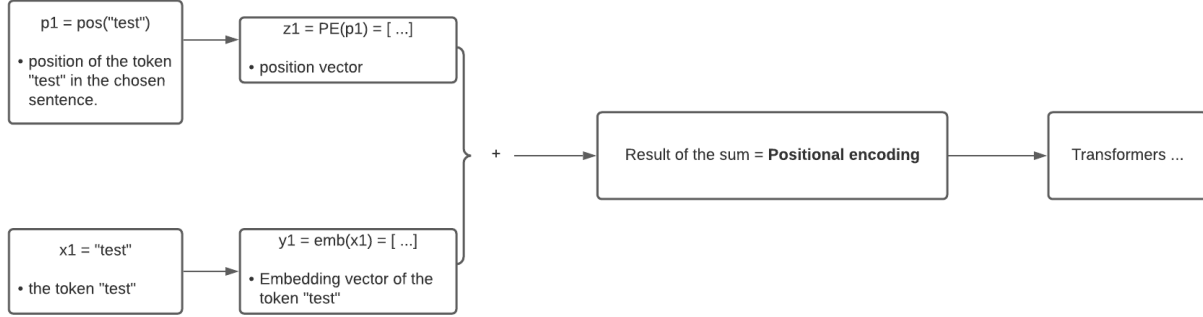 p1 = pos("test")
• position of the token
"test" in the chosen
sentence.
z1 = PE(p1) = [ ...]
• position vector
x1 = "test"
• the token "test"
y1 = emb(x1) = [ ...]
• Embedding vector of the
token "test"
+
Result of the sum = Positional encoding
Transformers ...